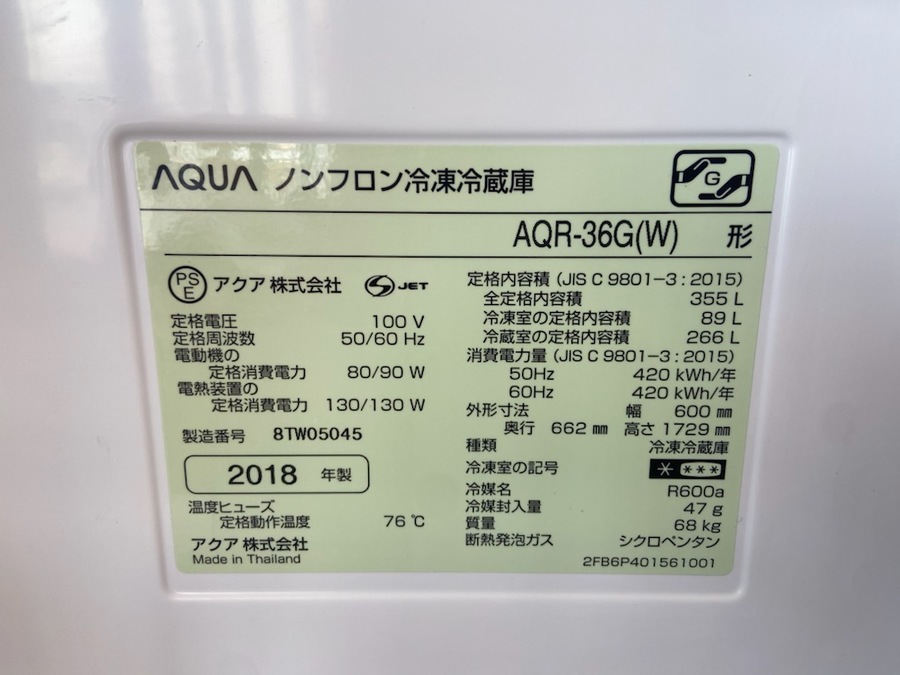 AQUA ノンフロン冷凍冷蔵庫
G
AQR-36G(W) 形
PS
E
アクア 株式会社
S JET
定格電圧 100 V
定格周波数 50/60 Hz
電動機の
定格消費電力 80/90 W
電熱装置の
定格消費電力 130/130 W
製造番号 8TW05045
2018 年製
温度ヒューズ
定格動作温度 76 ℃
アクア 株式会社
Made in Thailand
定格内容積 (JIS C 9801-3 : 2015)
全定格内容積 355 L
冷凍室の定格内容積 89 L
冷蔵室の定格内容積 266 L
消費電力量 (JIS C 9801-3 : 2015)
50Hz 420 kWh/年
60Hz 420 kWh/年
外形寸法 幅 600 ㎜
奥行 662 ㎜ 高さ 1729 ㎜
種類 冷凍冷蔵庫
冷凍室の記号 * ***
冷媒名 R600a
冷媒封入量 47 g
質量 68 kg
断熱発泡ガス シクロペンタン
2FB6P401561001